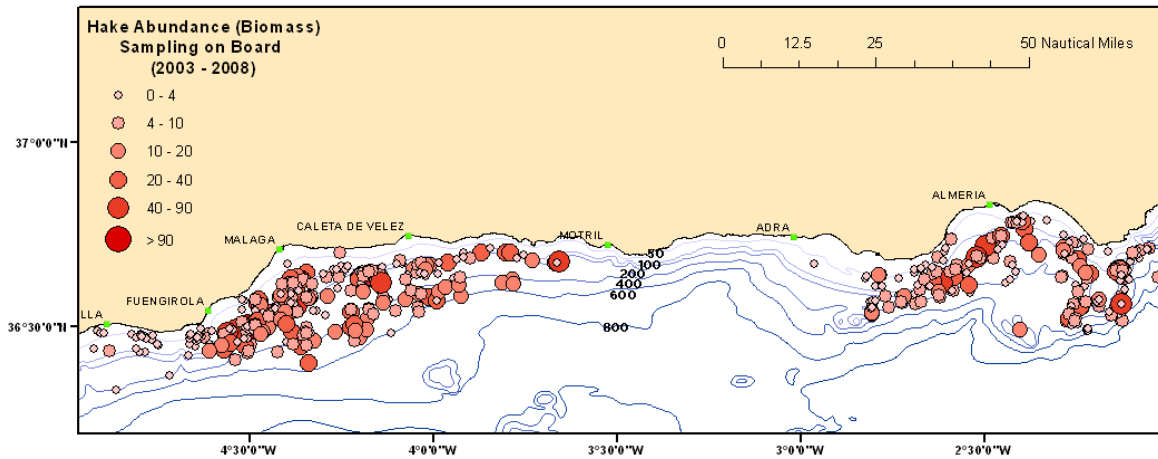 Hake Abundance (Biomass)
Sampling on Board
(2003 - 2008)
0 - 4
4 - 10
10 - 20
20 - 40
40 - 90
>90
0 12.5 25 50 Nautical Miles
37°0'0"N
36°30'0"N
ALMERIA
CALETA DE VELEZ
MALAGA
MOTRIL
ADRA
FUENGIROLA
LLA
50
100
200
400
600
800
4°30'0"W 4°0'0"W 3°30'0"W 3°0'0"W 2°30'0"W